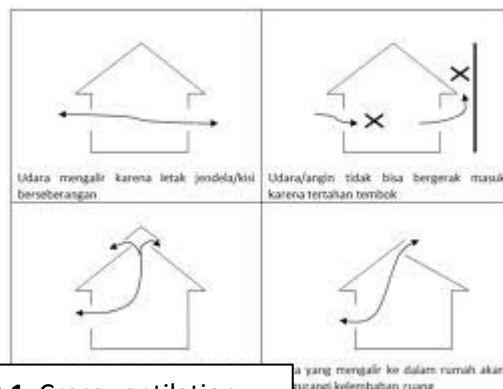 Udara mengalir karena letak jendela/kisi
berseberangan
Udara/angin tidak bisa bergerak masuk
karena tertahan tembok
yang mengalir ke dalam rumah akan
kelembaban ruang
1. Cross ventilation